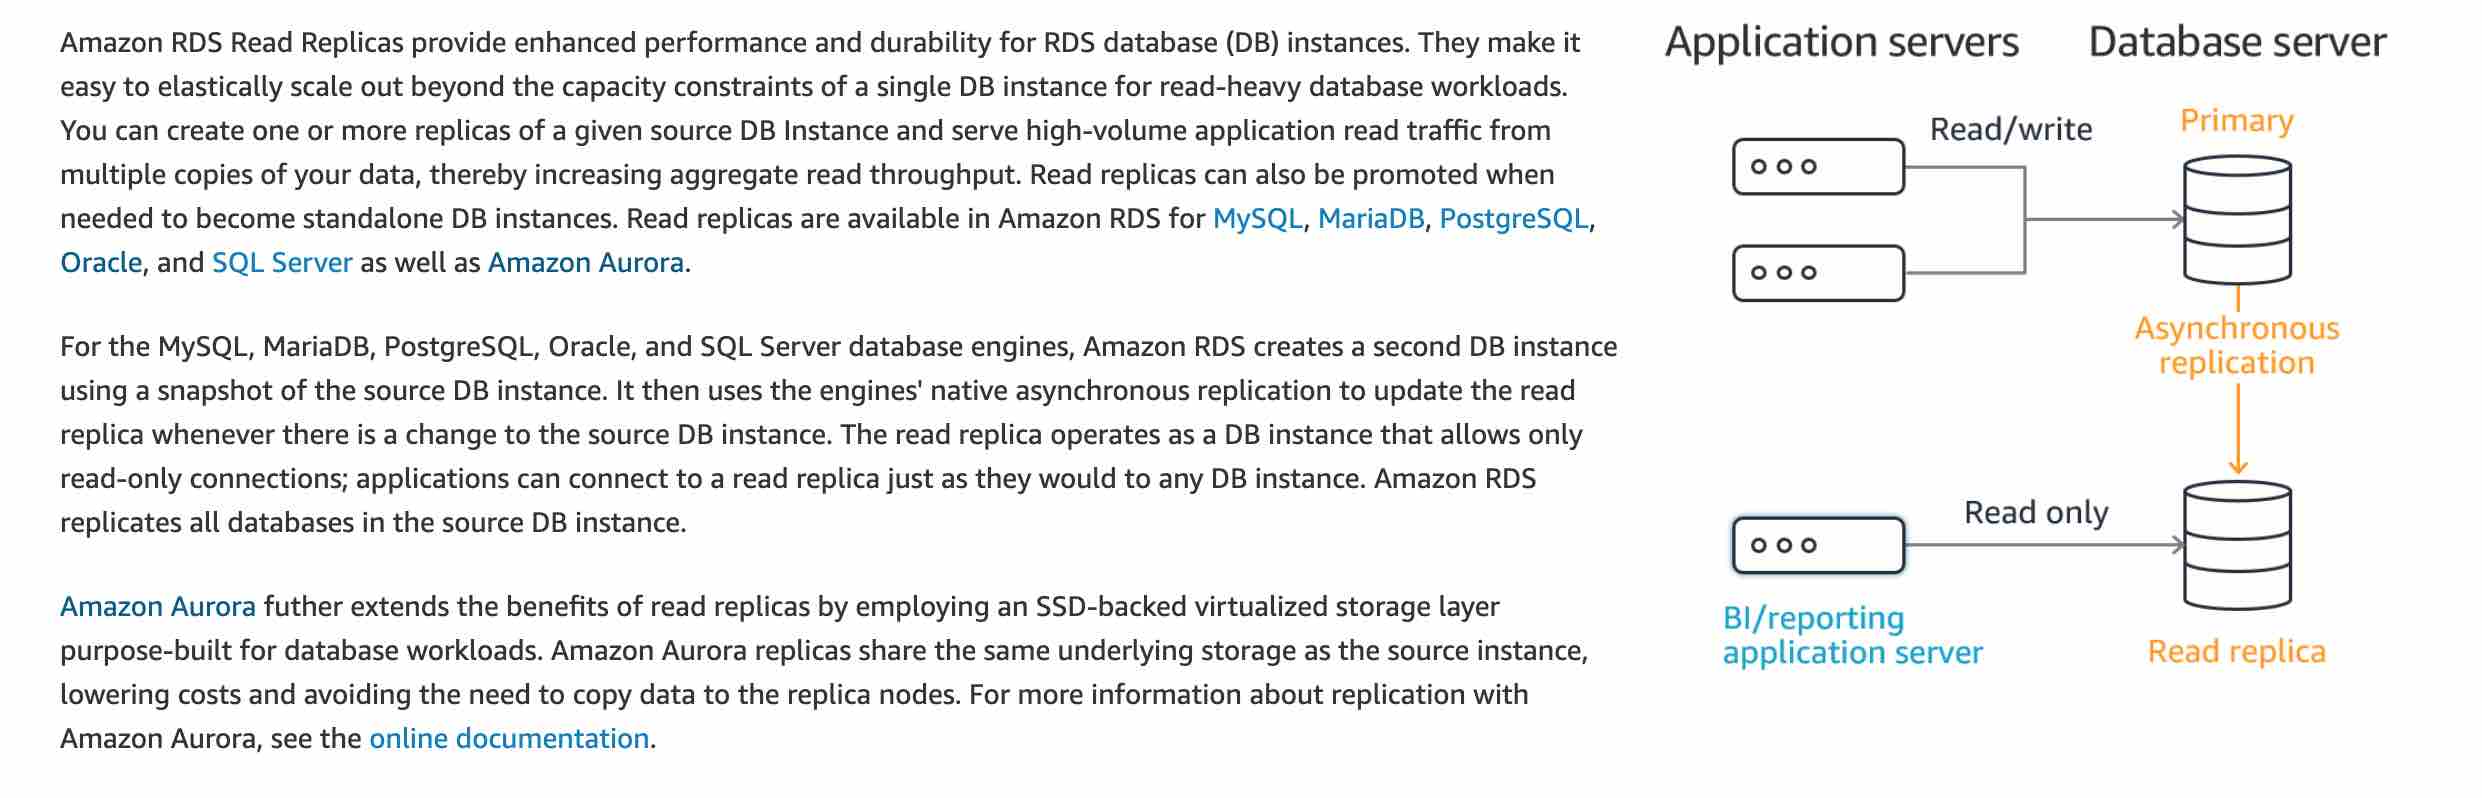 Amazon RDS Read Replicas provide enhanced performance and durability for RDS database (DB) instances. They make it
easy to elastically scale out beyond the capacity constraints of a single DB instance for read-heavy database workloads.
You can create one or more replicas of a given source DB Instance and serve high-volume application read traffic from
multiple copies of your data, thereby increasing aggregate read throughput. Read replicas can also be promoted when
needed to become standalone DB instances. Read replicas are available in Amazon RDS for MySQL, MariaDB, PostgreSQL,
Oracle, and SQL Server as well as Amazon Aurora.
For the MySQL, MariaDB, PostgreSQL, Oracle, and SQL Server database engines, Amazon RDS creates a second DB instance
using a snapshot of the source DB instance. It then uses the engines' native asynchronous replication to update the read
replica whenever there is a change to the source DB instance. The read replica operates as a DB instance that allows only
read-only connections; applications can connect to a read replica just as they would to any DB instance. Amazon RDS
replicates all databases in the source DB instance.
Amazon Aurora futher extends the benefits of read replicas by employing an SSD-backed virtualized storage layer
purpose-built for database workloads. Amazon Aurora replicas share the same underlying storage as the source instance,
lowering costs and avoiding the need to copy data to the replica nodes. For more information about replication with
Amazon Aurora, see the online documentation.
Application servers
Database server
Read/write
Primary
Asynchronous
replication
Read only
BI/reporting
application server
Read replica